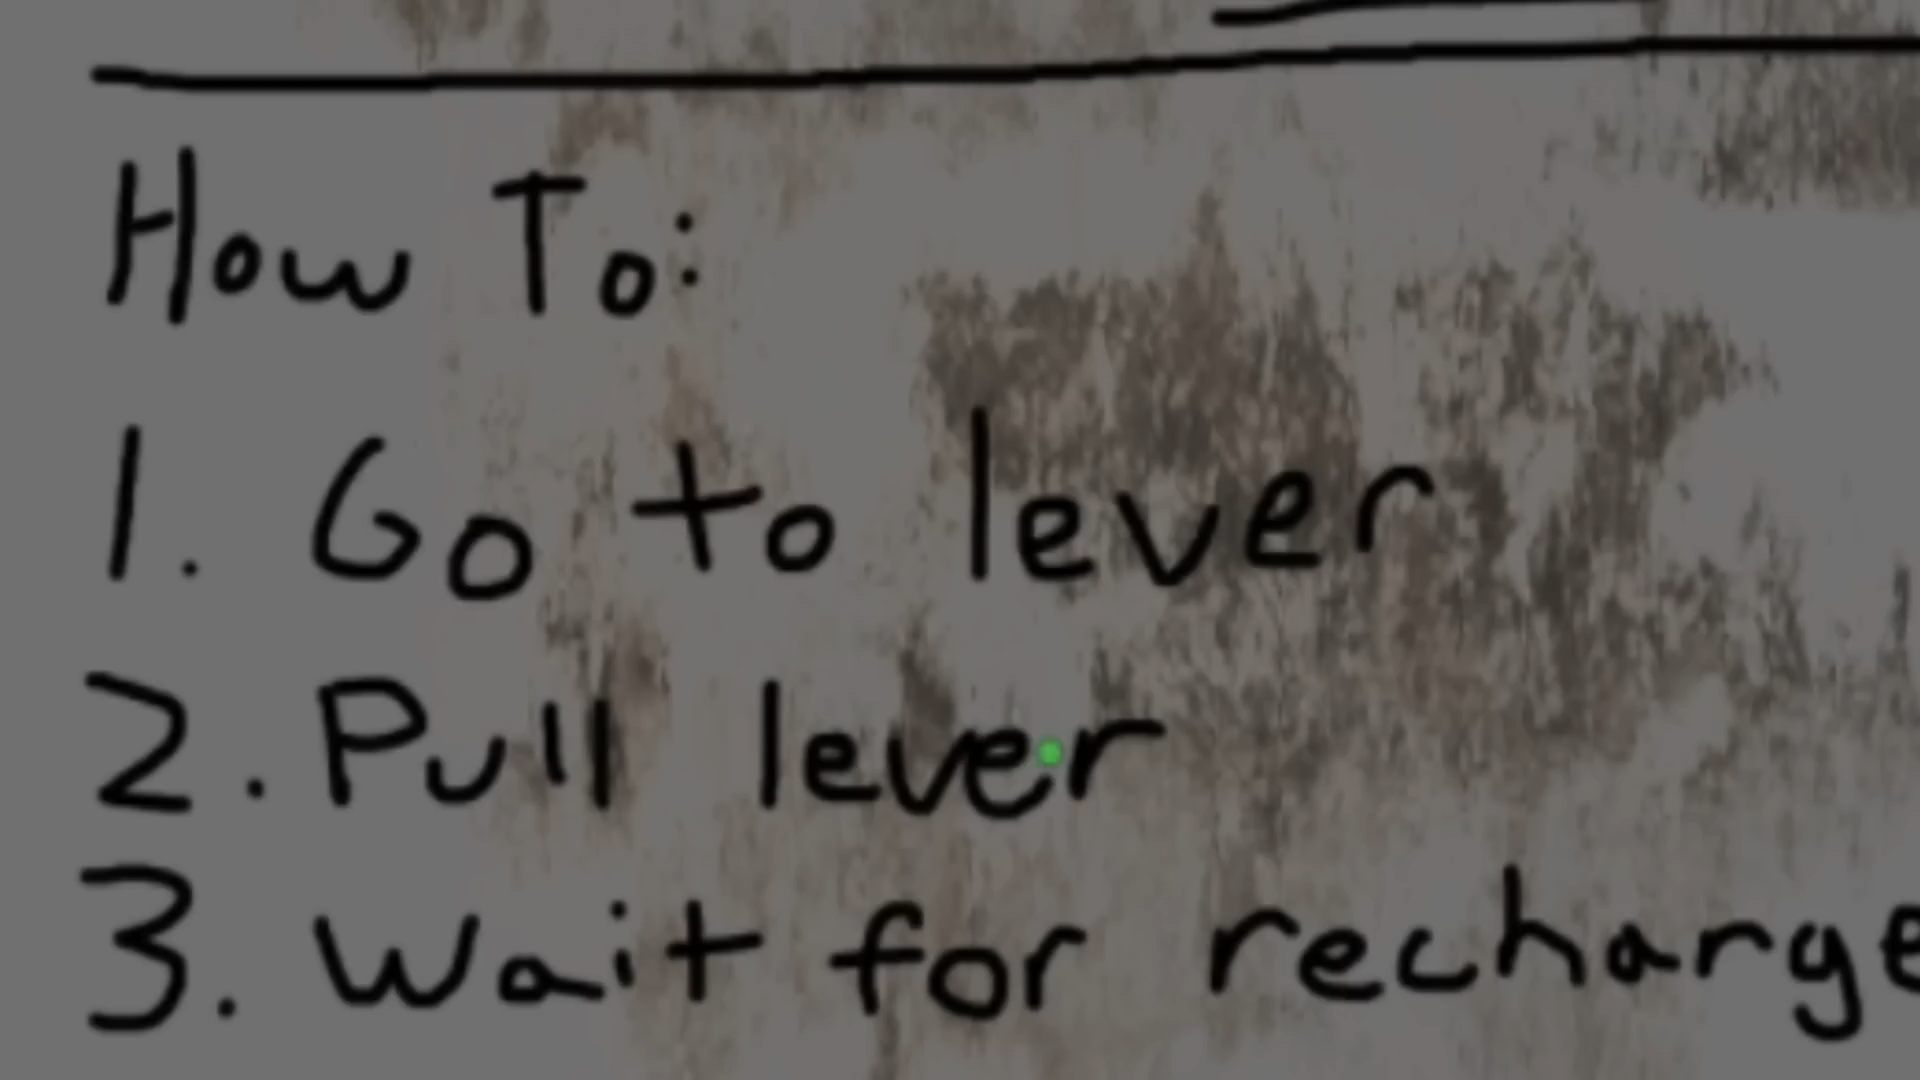 How To:
1. Go to lever
2. Pull lever
3. Wait for recharge